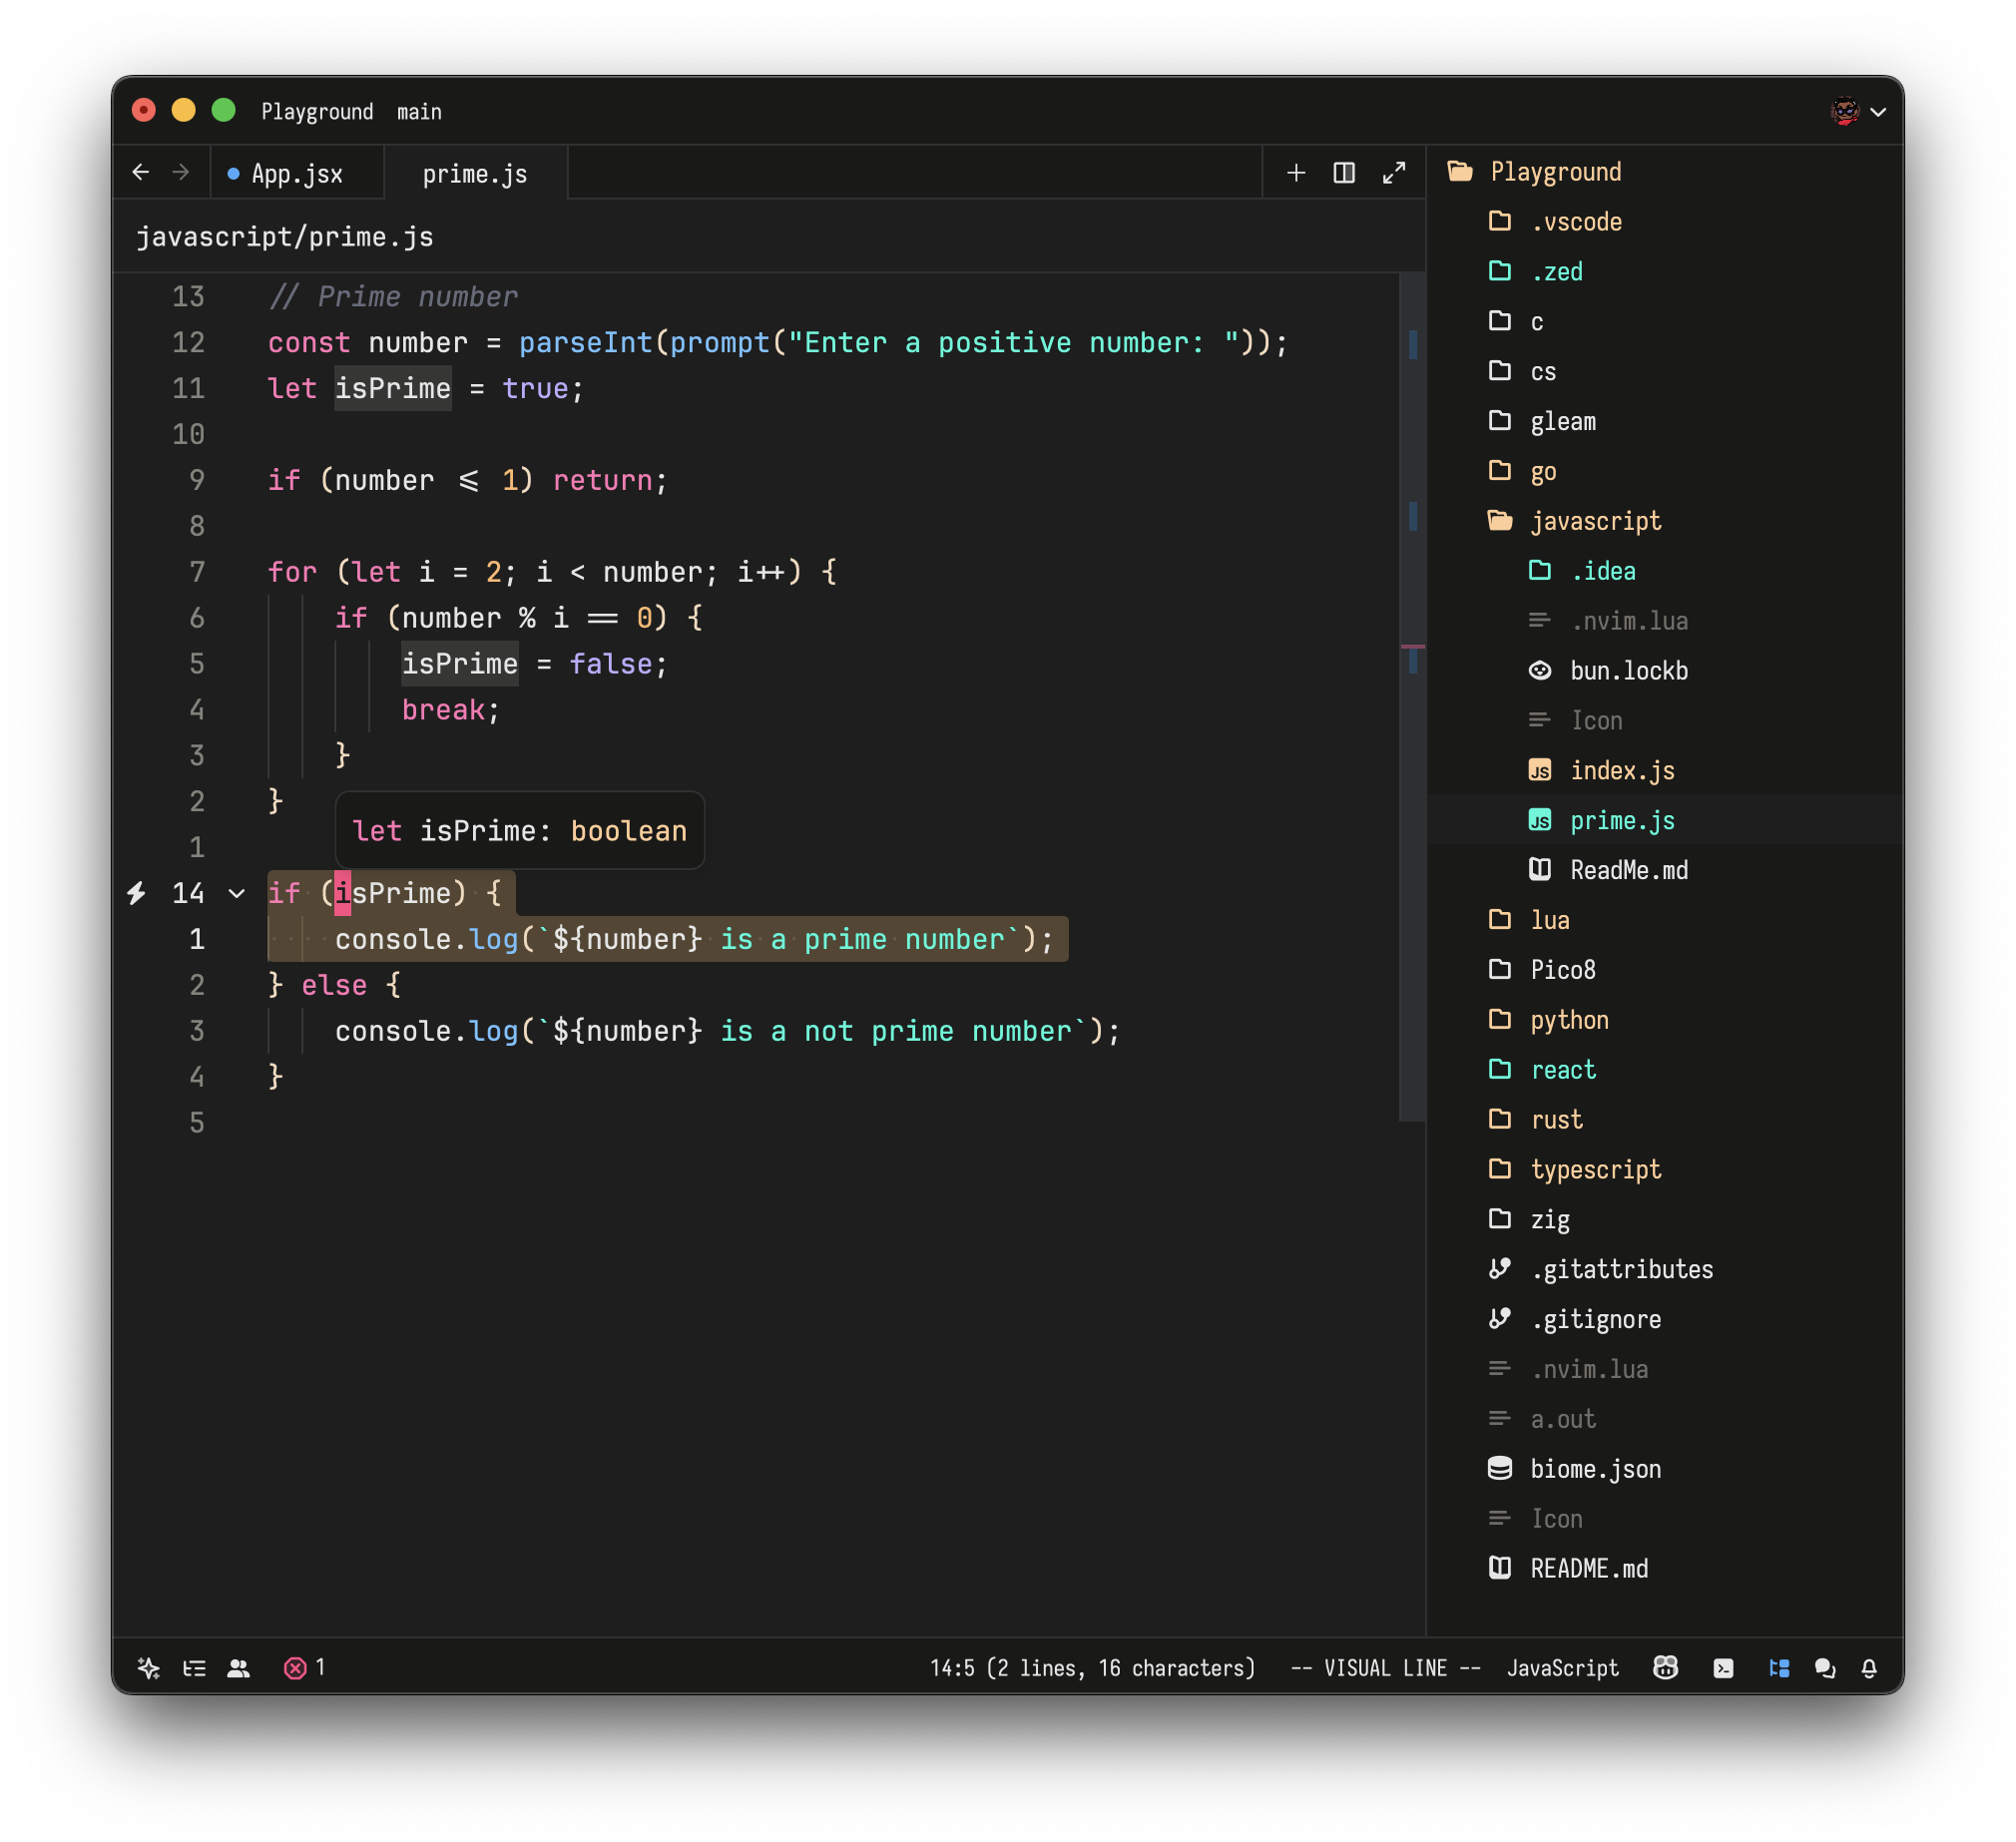 Playground main
App.jsx
prime.js
javascript/prime.js
13 // Prime number
12 const number = parseInt(prompt("Enter a positive number: "));
11 let isPrime = true;
10
9 if (number <= 1) return;
8
7 for (let i = 2; i < number; i++) {
6 if (number % i == 0) {
5 isPrime = false;
4 break;
3 }
2 }
1
let isPrime: boolean
14 if (isPrime) {
1 console.log(`${number} is a prime number`);
2 } else {
3 console.log(`${number} is a not prime number`);
4 }
5
Playground
.vscode
.zed
c
cs
gleam
go
javascript
.idea
.nvim.lua
bun.lockb
Icon
JS index.js
JS prime.js
ReadMe.md
lua
Pico8
python
react
rust
typescript
zig
.gitattributes
.gitignore
.nvim.lua
a.out
biome.json
Icon
README.md
1
14:5 (2 lines, 16 characters)
-- VISUAL LINE --
JavaScript